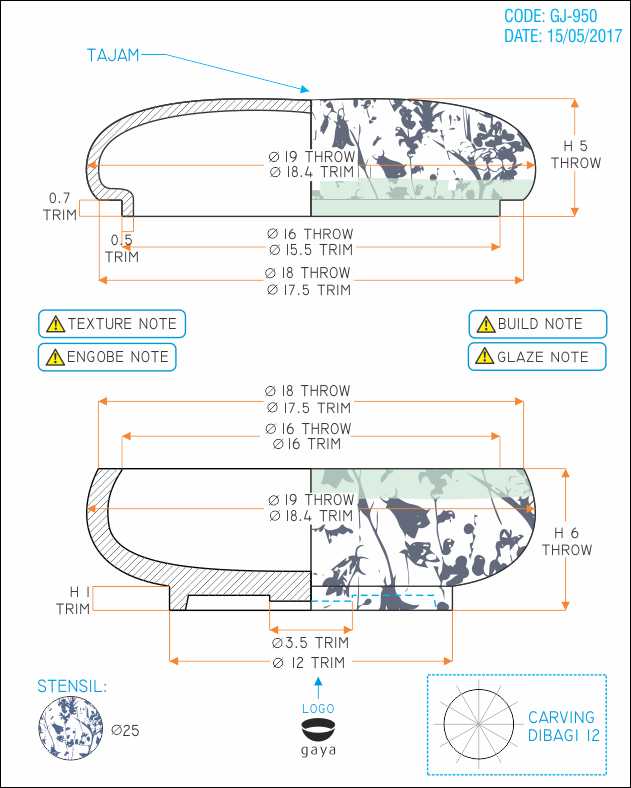 CODE: GJ-950
DATE: 15/05/2017
TAJAM
Ø 19 THROW
Ø 18.4 TRIM
H 5
THROW
0.7
TRIM
0.5
TRIM
Ø 16 THROW
Ø 15.5 TRIM
Ø 18 THROW
Ø 17.5 TRIM
TEXTURE NOTE
BUILD NOTE
ENGOBE NOTE
GLAZE NOTE
Ø 18 THROW
Ø 17.5 TRIM
Ø 16 THROW
Ø 16 TRIM
Ø 19 THROW
Ø 18.4 TRIM
H 6
THROW
H 1
TRIM
Ø3.5 TRIM
Ø 12 TRIM
STENSIL:
Ø25
LOGO
gaya
CARVING
DIBAGI 12